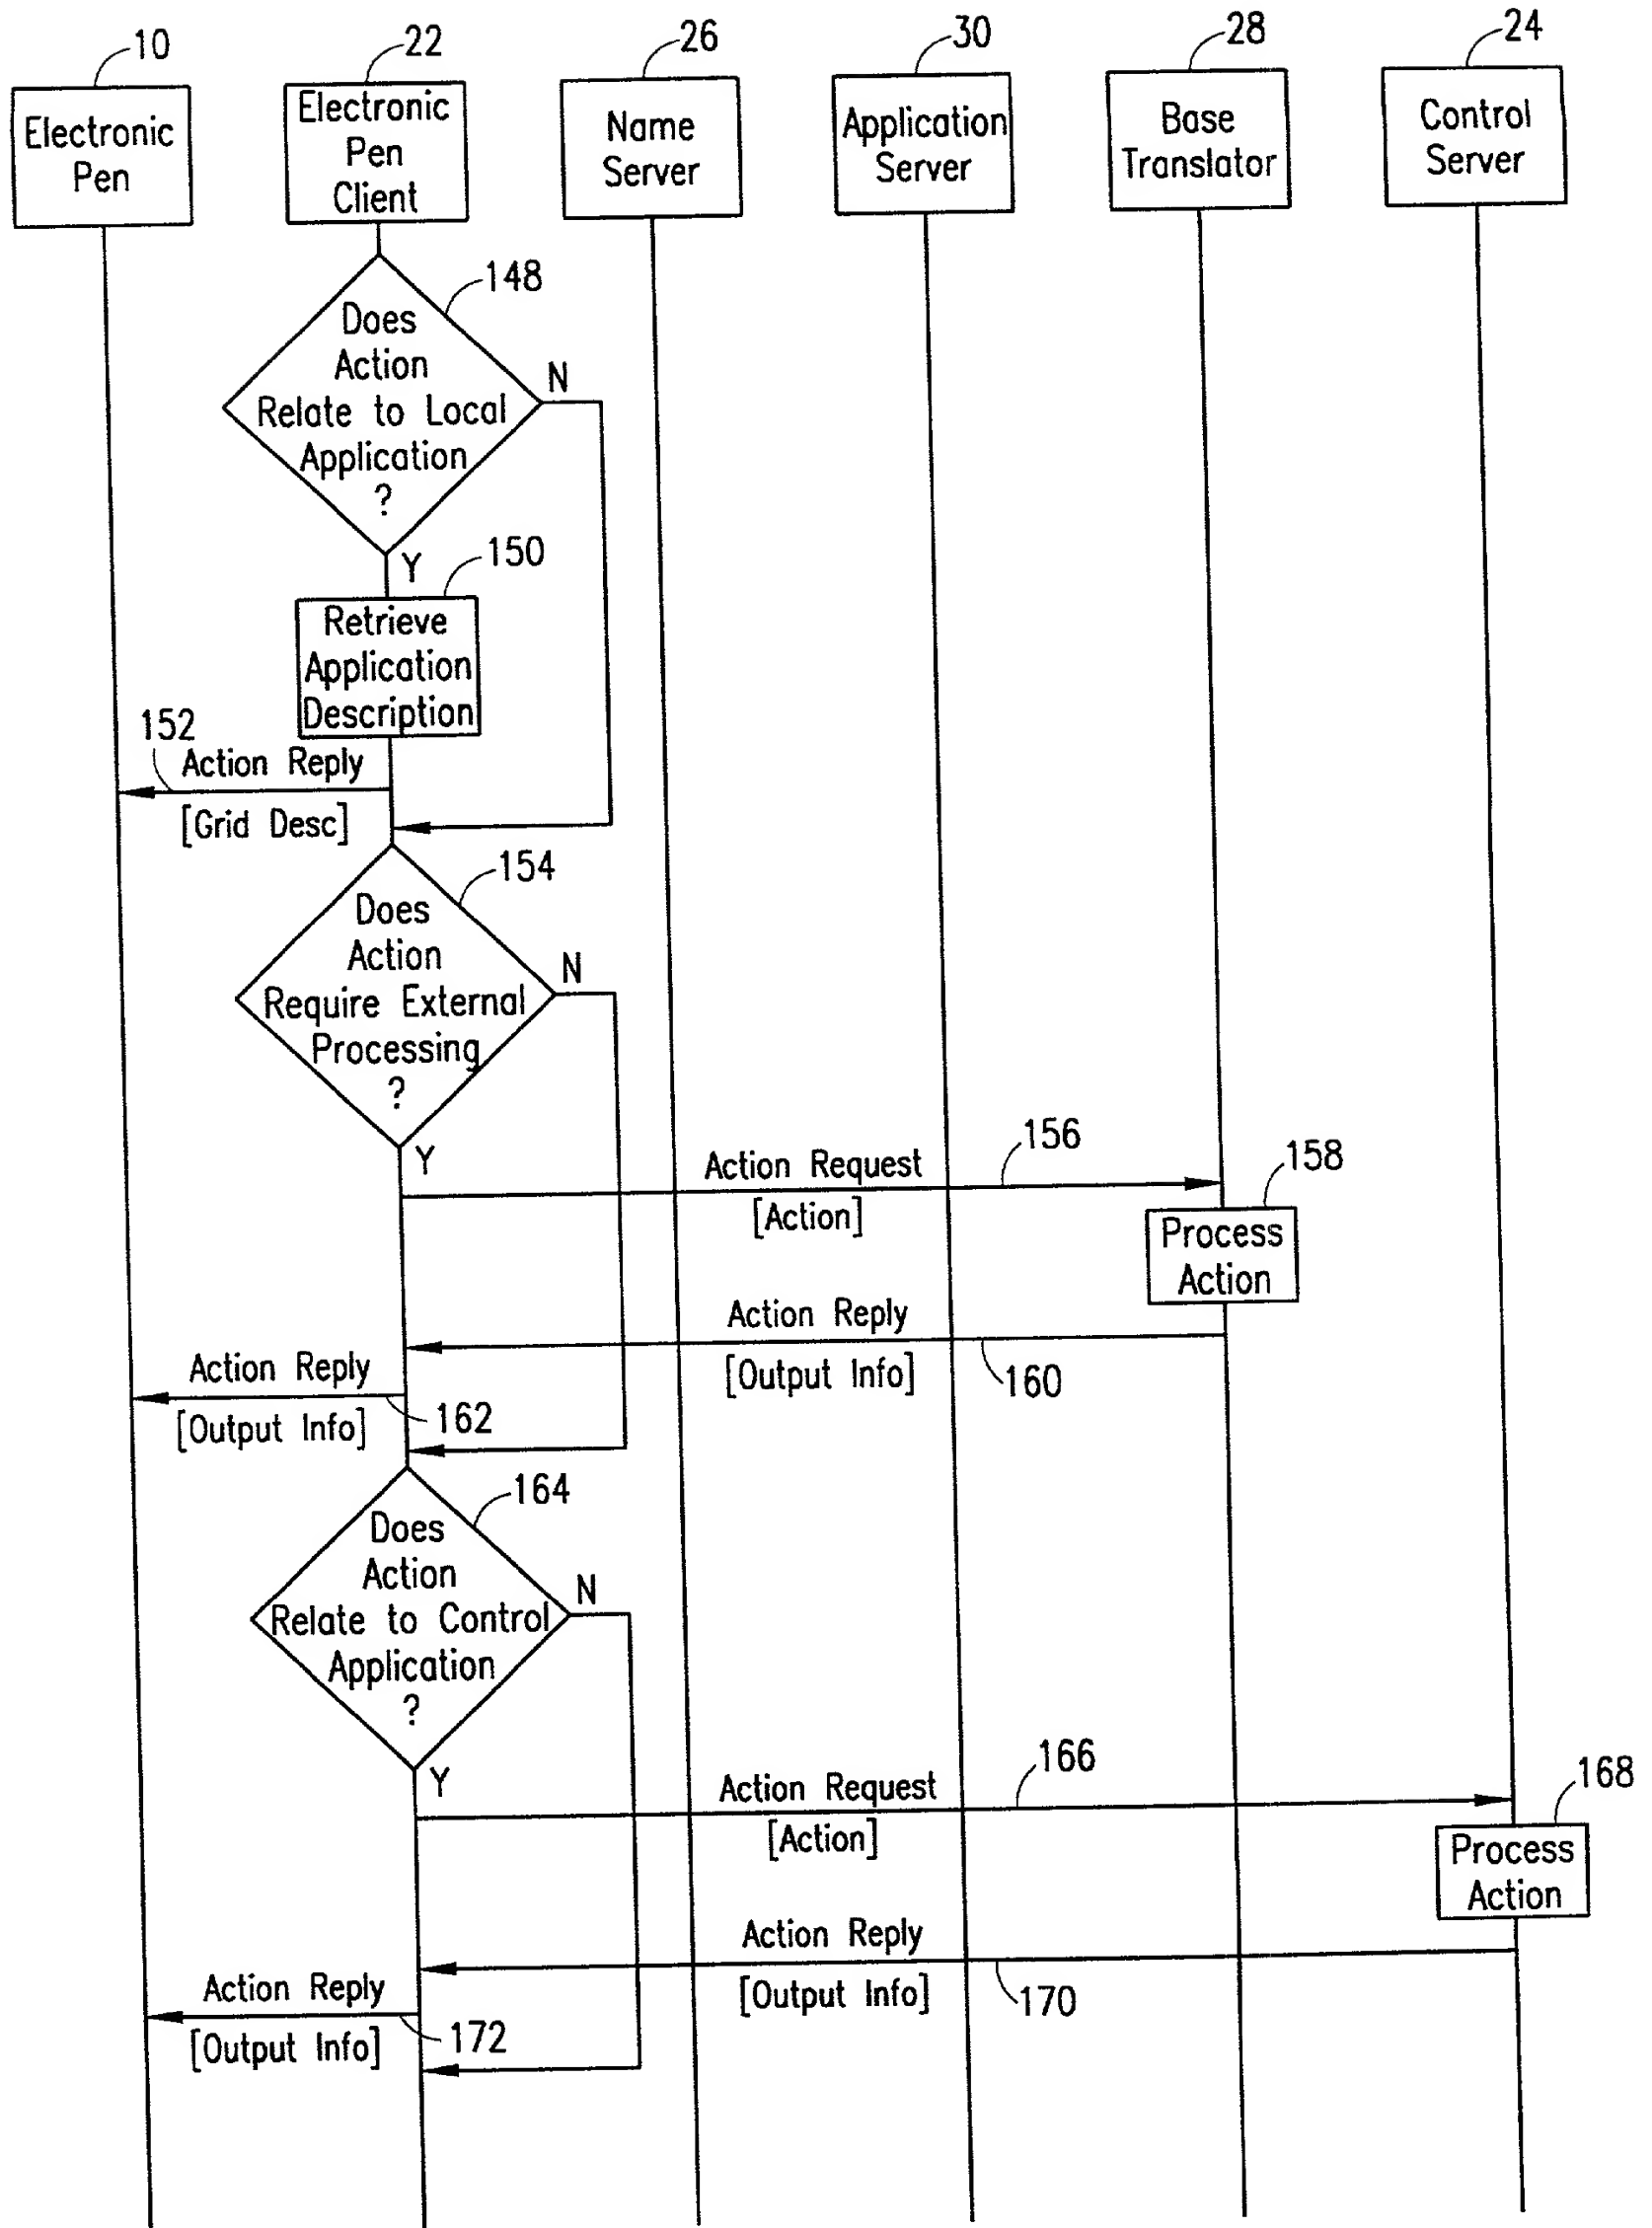 10
22
26
30
28
24
Electronic
Pen
Electronic
Pen
Client
Name
Server
Application
Server
Base
Translator
Control
Server
148
Does
Action
Relate to Local
Application
?
N
Y
150
Retrieve
Application
Description
152
Action Reply
[Grid Desc]
154
Does
Action
Require External
Processing
?
N
Y
Action Request
156
[Action]
158
Process
Action
Action Reply
[Output Info]
160
Action Reply
162
[Output Info]
164
Does
Action
Relate to Control
Application
?
N
Y
Action Request
166
[Action]
168
Process
Action
Action Reply
[Output Info]
170
Action Reply
172
[Output Info]